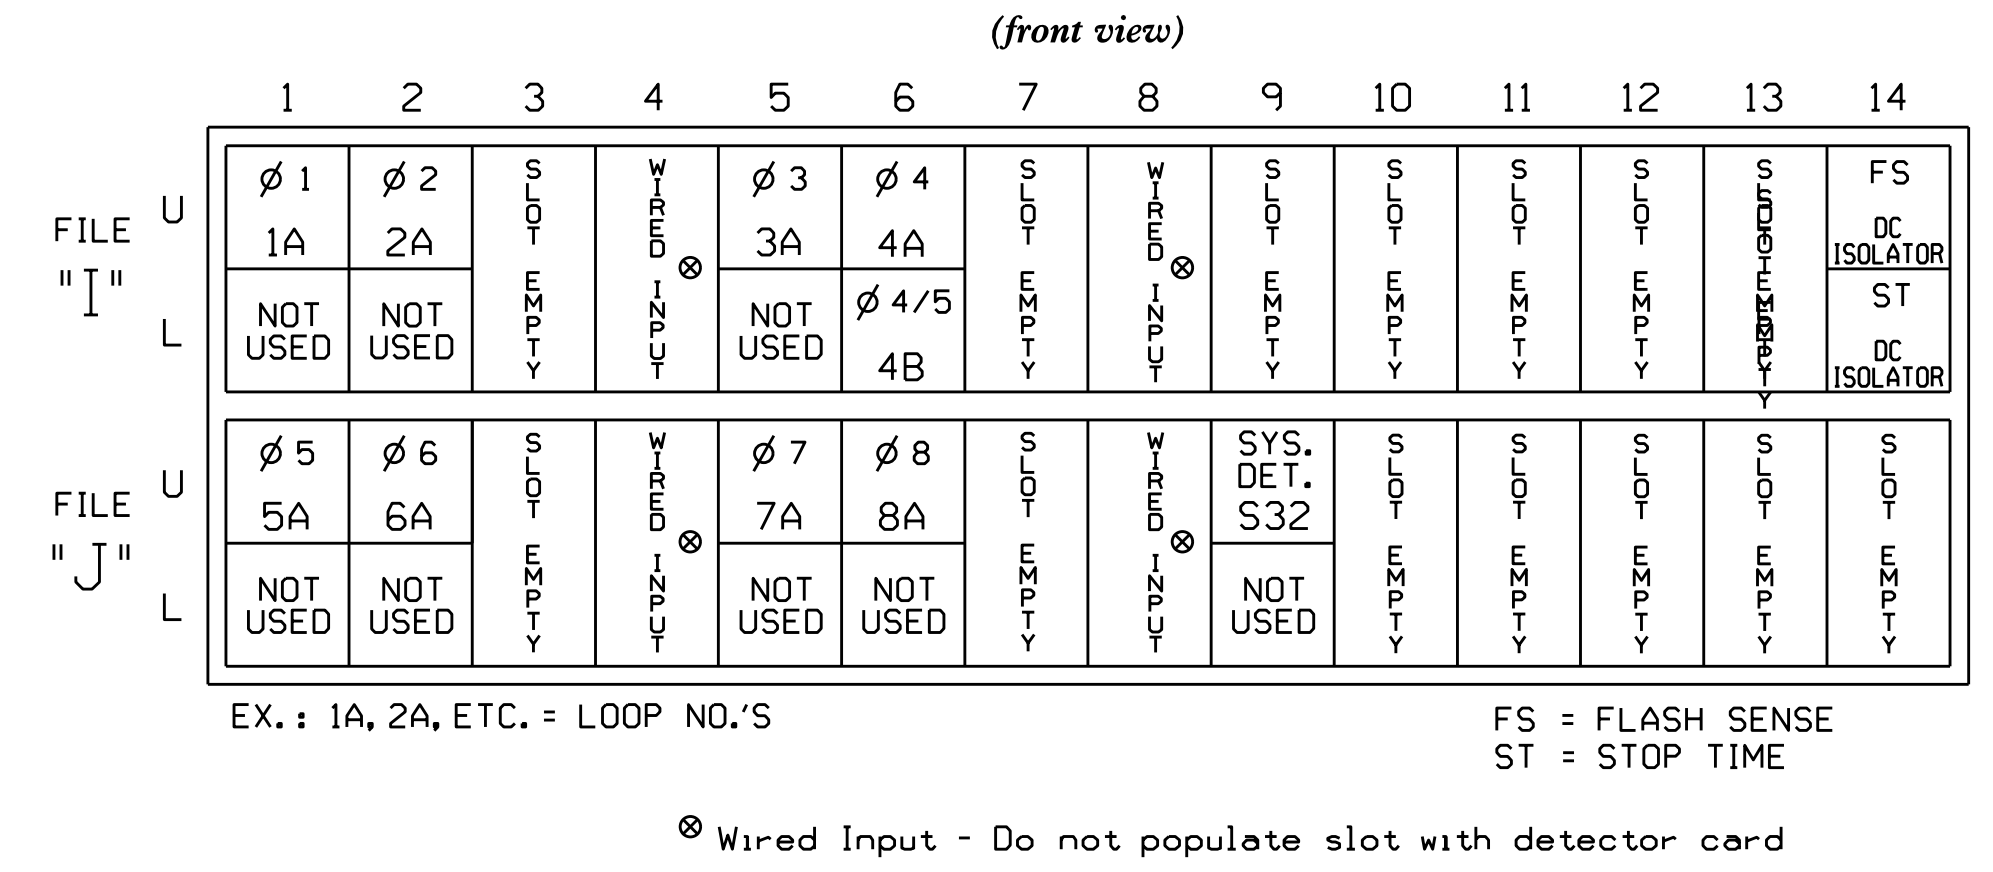 (front view)
1 2 3 4 5 6 7 8 9 10 11 12 13 14
FILE "I"
U
L
Ø 1
1A
NOT USED
Ø 2
2A
NOT USED
SLOT EMPTY
WIRED INPUT ⊗
Ø 3
3A
NOT USED
Ø 4
4A
Ø 4/5
4B
SLOT EMPTY
WIRED INPUT ⊗
SLOT EMPTY
SLOT EMPTY
SLOT EMPTY
SLOT EMPTY
SLOT EMPTY
SLOT EMPTY
FS
DC
ISOLATOR
ST
DC
ISOLATOR
FILE "J"
U
L
Ø 5
5A
NOT USED
Ø 6
6A
NOT USED
SLOT EMPTY
WIRED INPUT ⊗
Ø 7
7A
NOT USED
Ø 8
8A
NOT USED
SLOT EMPTY
WIRED INPUT ⊗
SYS.
DET.
S32
NOT USED
SLOT EMPTY
SLOT EMPTY
SLOT EMPTY
SLOT EMPTY
SLOT EMPTY
EX.: 1A, 2A, ETC. = LOOP NO.'S
FS = FLASH SENSE
ST = STOP TIME
⊗ Wired Input - Do not populate slot with detector card